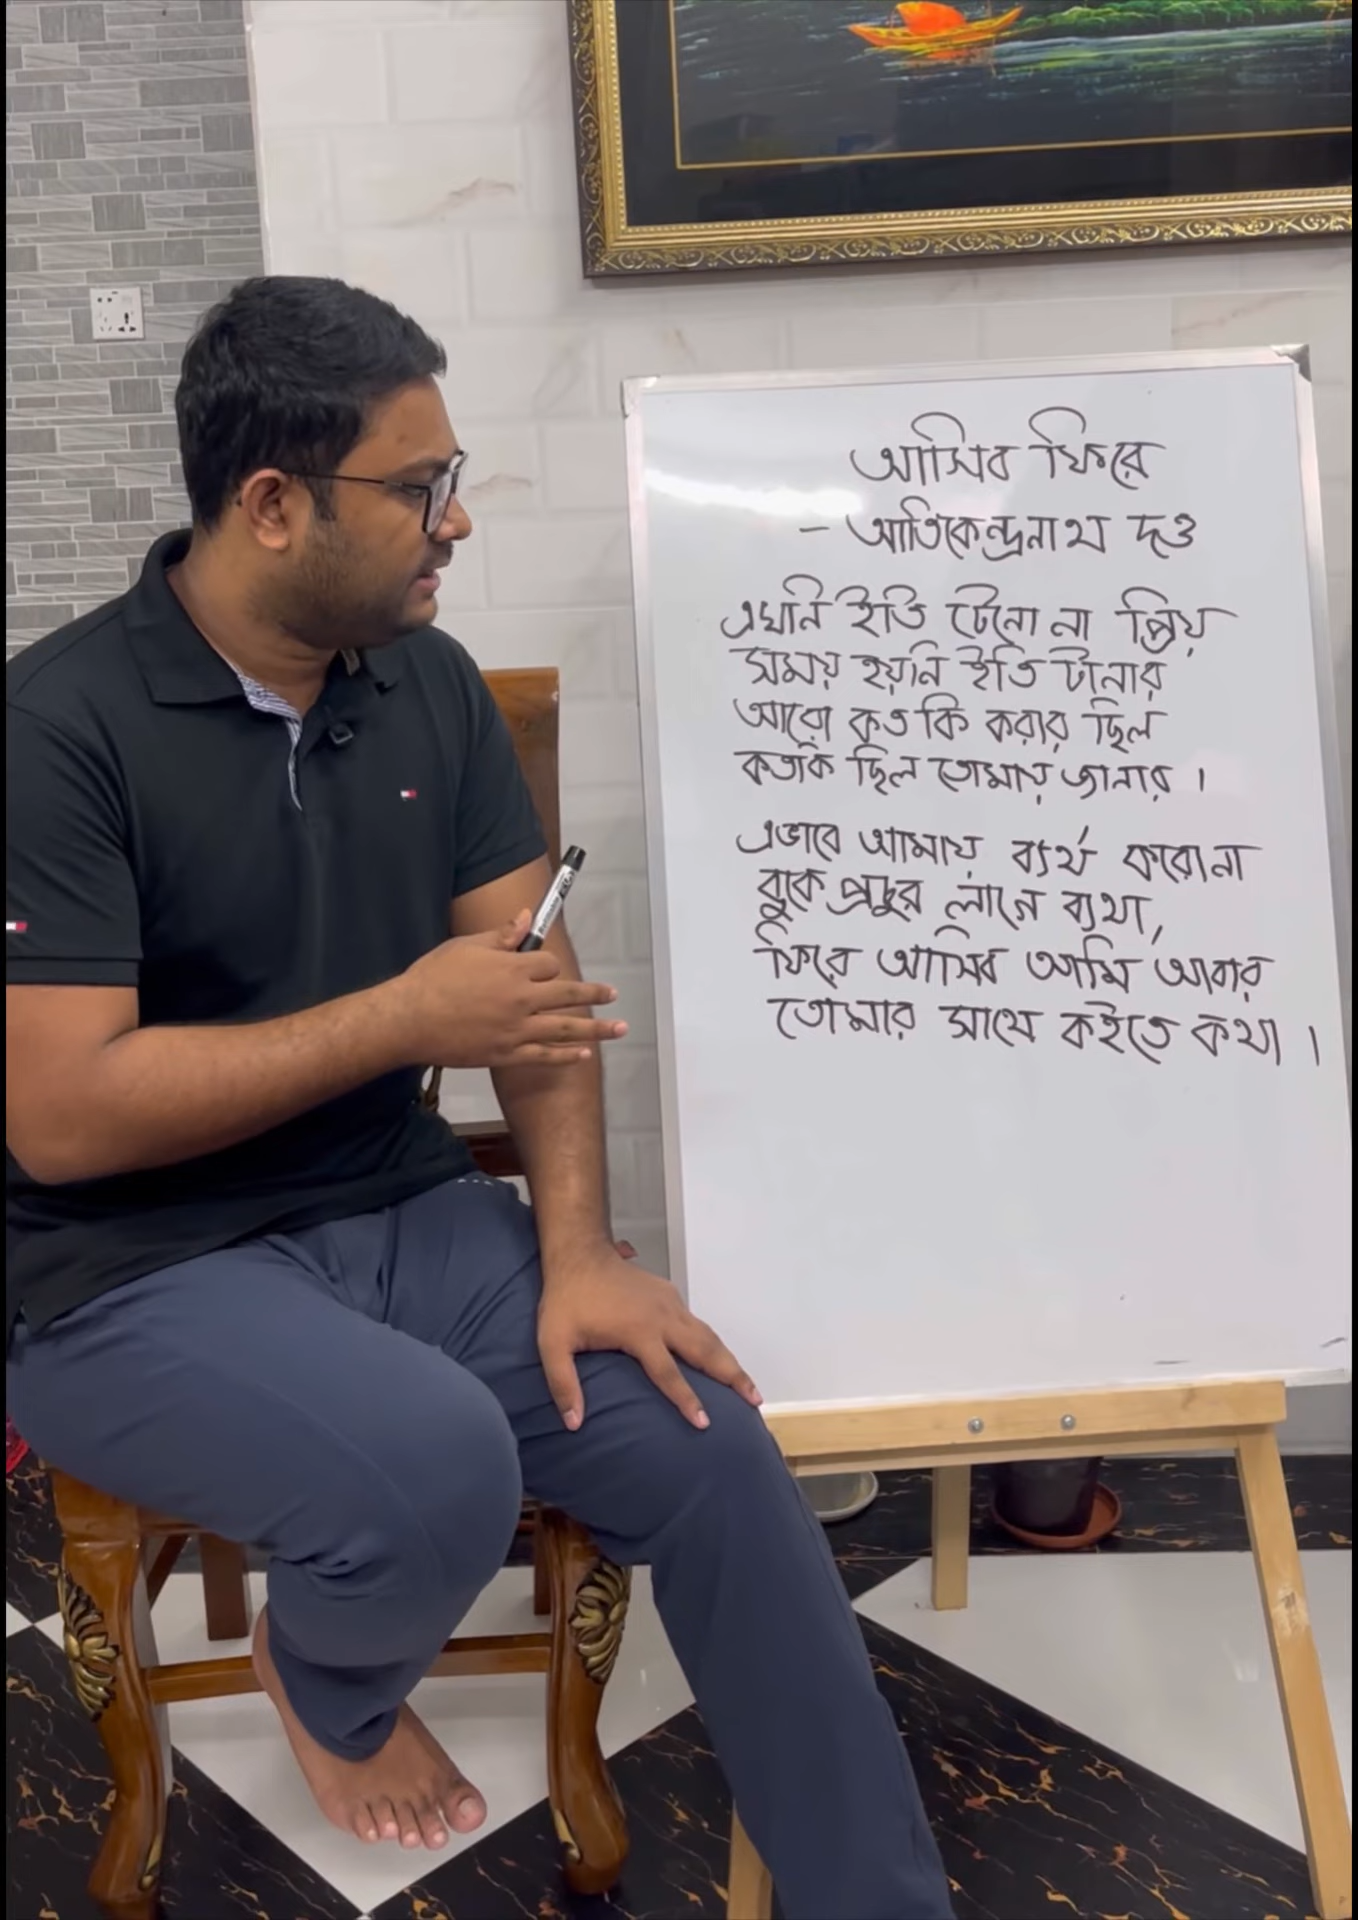 আসিব ফিরে
- আতিকেন্দ্রনাথ দত্ত
এখনি ইতি টেনো না প্রিয়
সময় হয়নি ইতি টানার
আরো কত কি করার ছিল
কতকি ছিল তোমায় জানার ।
এভাবে আমায় ব্যর্থ করোনা
বুকে প্রচুর লাগে ব্যথা,
ফিরে আসিব আমি আবার
তোমার সাথে কইতে কথা ।